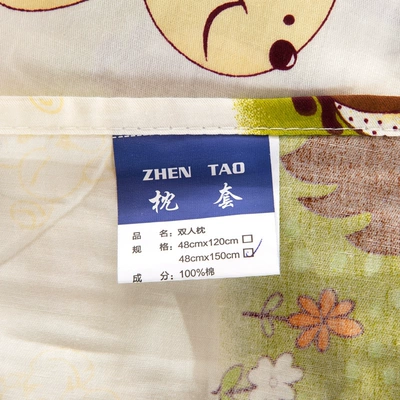 ZHEN TAO
枕套
品 名: 双人枕
规 格: 48cmx120cm☐
48cmx150cm☑
成 分: 100%棉